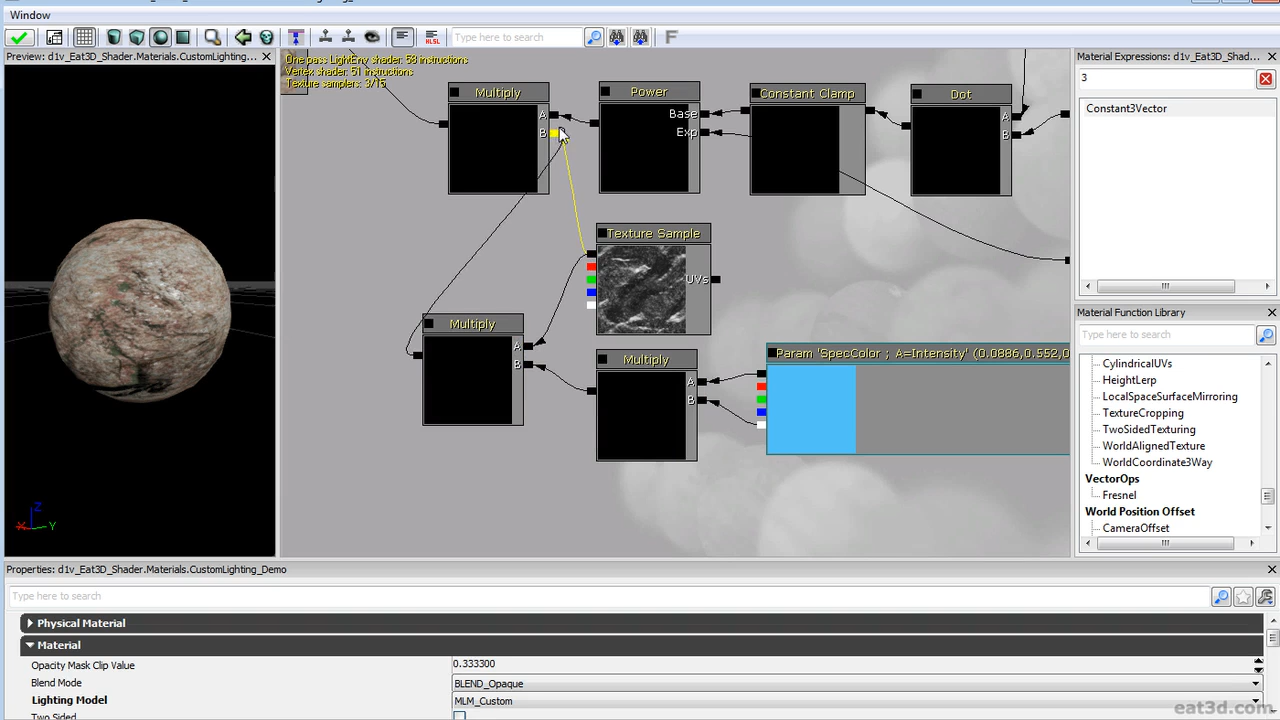 Window
Type here to search
HLSL
F
Preview: d1v_Eat3D_Shader.Materials.CustomLighting_...
One pass LightEnv shader: 58 instructions
Vertex shader: 51 instructions
Texture samplers: 3/15
Multiply
A
B
Power
Base
Exp
Constant Clamp
Dot
A
B
Texture Sample
UVs
Multiply
A
B
Multiply
A
B
Param 'SpecColor ; A=Intensity' (0.0886,0.552,0
Z
X
Y
Material Expressions: d1v_Eat3D_Shad...
3
Constant3Vector
Material Function Library
Type here to search
CylindricalUVs
HeightLerp
LocalSpaceSurfaceMirroring
TextureCropping
TwoSidedTexturing
WorldAlignedTexture
WorldCoordinate3Way
VectorOps
Fresnel
World Position Offset
CameraOffset
Properties: d1v_Eat3D_Shader.Materials.CustomLighting_Demo
Type here to search
Physical Material
Material
Opacity Mask Clip Value
0.333300
Blend Mode
BLEND_Opaque
Lighting Model
MLM_Custom
Two Sided
eat3d.com